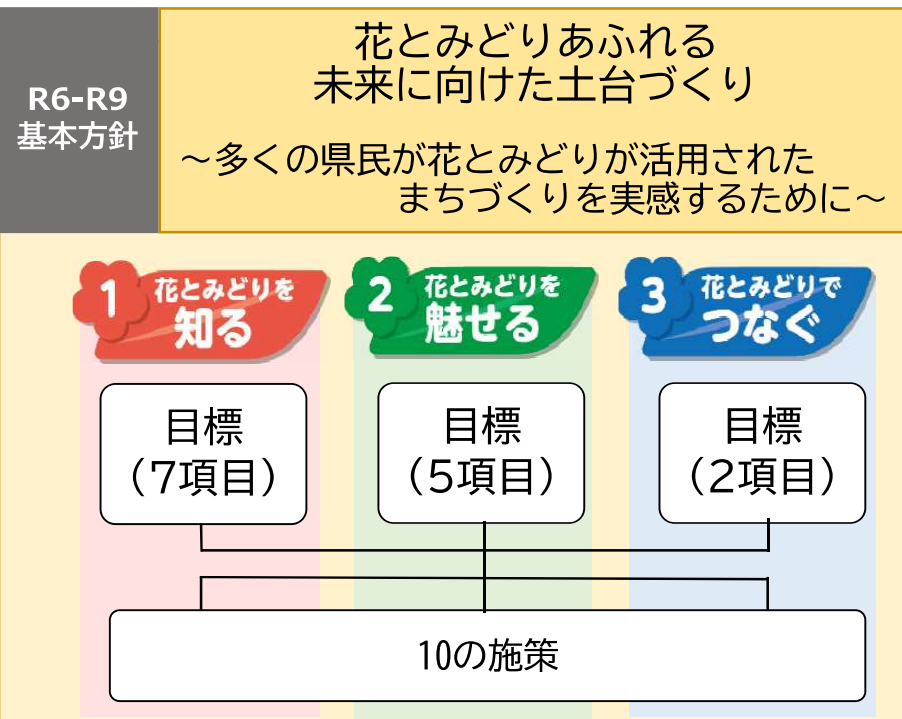 R6-R9
基本方針
花とみどりあふれる
未来に向けた土台づくり
～多くの県民が花とみどりが活用された
まちづくりを実感するために～
1 花とみどりを
知る
2 花とみどりを
魅せる
3 花とみどりで
つなぐ
目標
(7項目)
目標
(5項目)
目標
(2項目)
10の施策